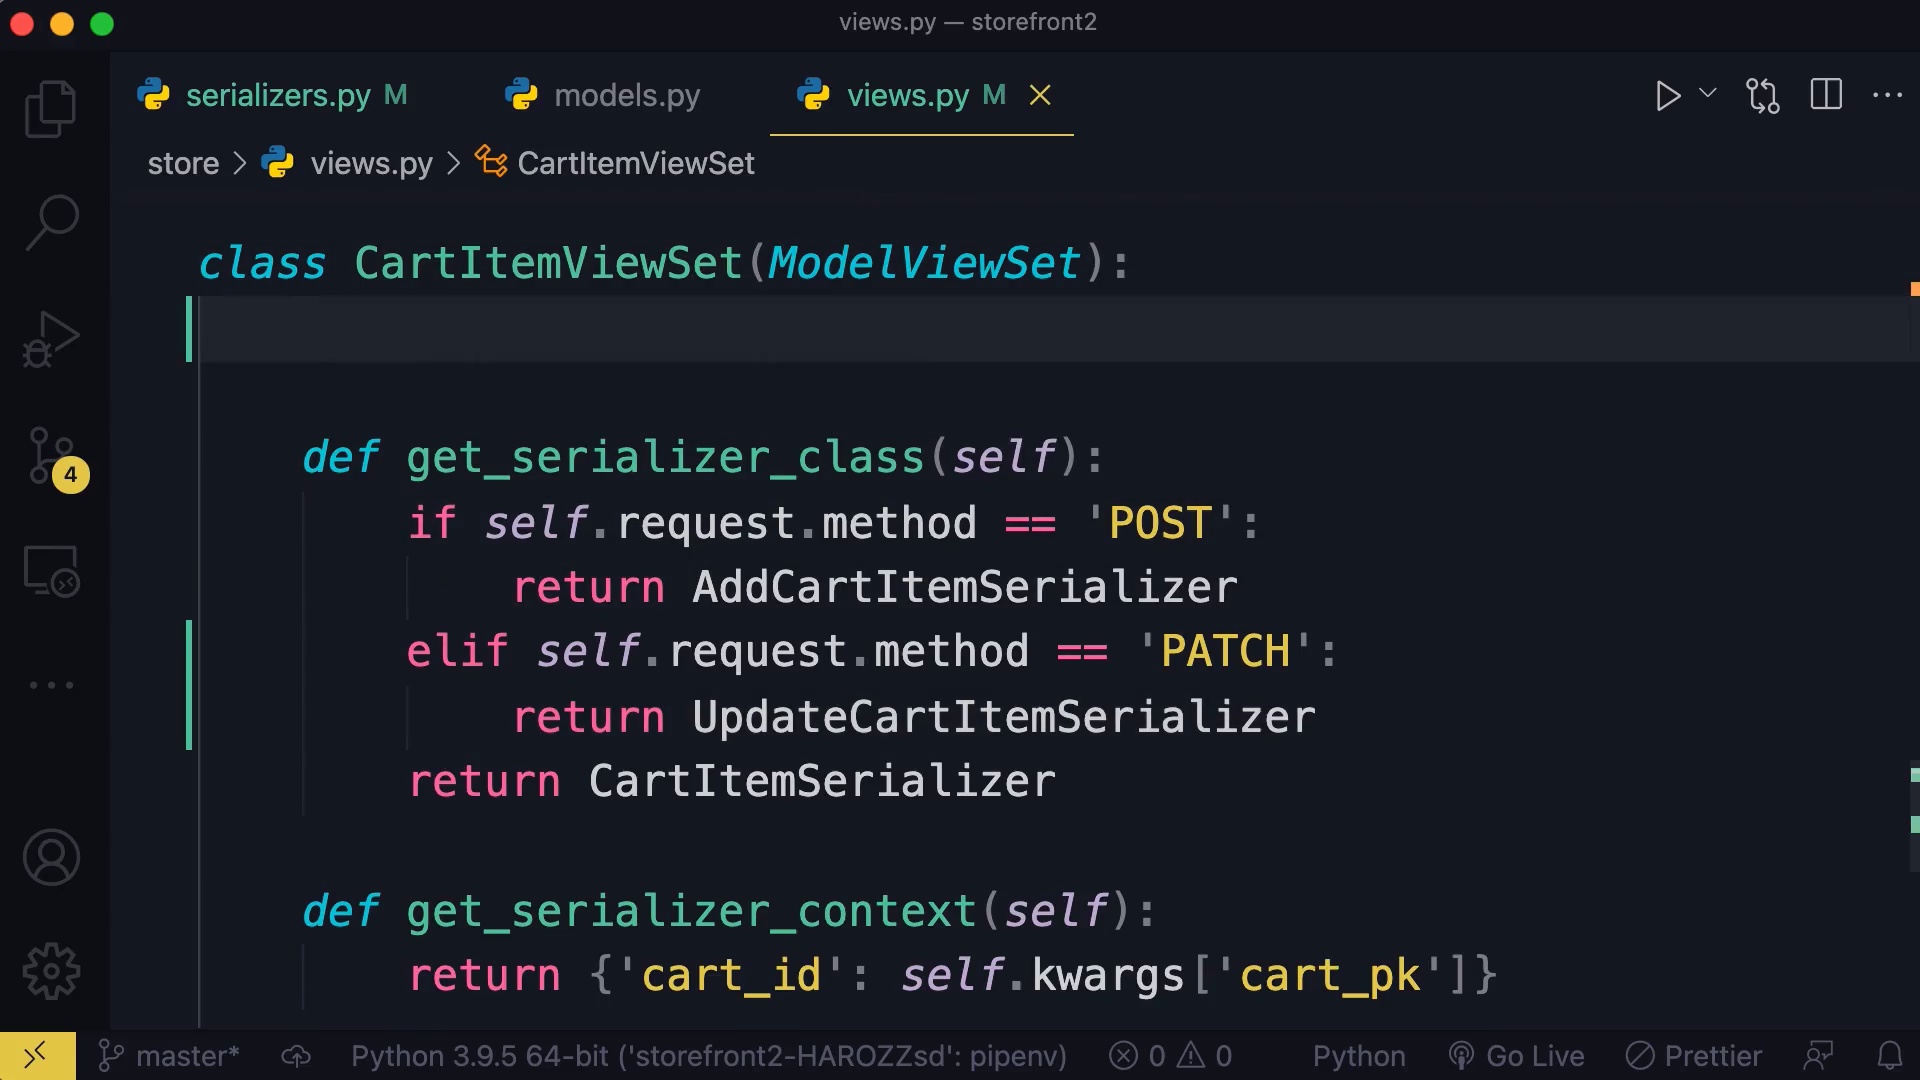 views.py — storefront2
serializers.py M
models.py
views.py M
store > views.py > CartItemViewSet
class CartItemViewSet(ModelViewSet):
def get_serializer_class(self):
if self.request.method == 'POST':
return AddCartItemSerializer
elif self.request.method == 'PATCH':
return UpdateCartItemSerializer
return CartItemSerializer
def get_serializer_context(self):
return {'cart_id': self.kwargs['cart_pk']}
4
master* Python 3.9.5 64-bit ('storefront2-HAROZZsd': pipenv) 0 0 Python Go Live Prettier